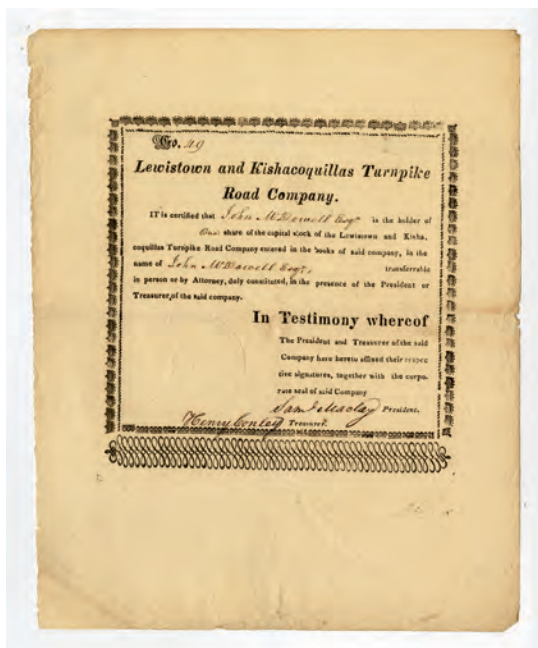 No. 49
Lewistown and Kishacoquillas Turnpike
Road Company.
IT is certified that John McDowell Esqr. is the holder of
One share of the capital stock of the Lewistown and Kisha,
coquillas Turnpike Road Company entered in the books of said company, in the
name of John McDowell Esqr. transferrable
in person or by Attorney, duly constituted, in the presence of the President or
Treasurer, of the said company.
In Testimony whereof
The President and Treasurer of the said
Company have hereto affixed their respec
tive signatures, together with the corpo-
rate seal of said Company
Saml Maclay President.
Henry Conley Treasurer.